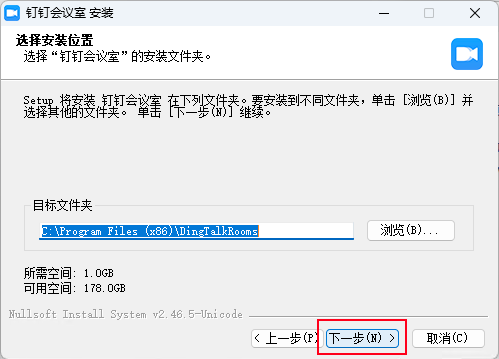 钉钉会议室 安装
选择安装位置
选择“钉钉会议室”的安装文件夹。
Setup 将安装 钉钉会议室 在下列文件夹。要安装到不同文件夹，单击 [浏览(B)] 并
选择其他的文件夹。 单击 [下一步(N)] 继续。
目标文件夹
C:\Program Files (x86)\DingTalkRooms
浏览(B)...
所需空间: 1.0GB
可用空间: 178.0GB
Nullsoft Install System v2.46.5-Unicode
< 上一步(P) 下一步(N) > 取消(C)